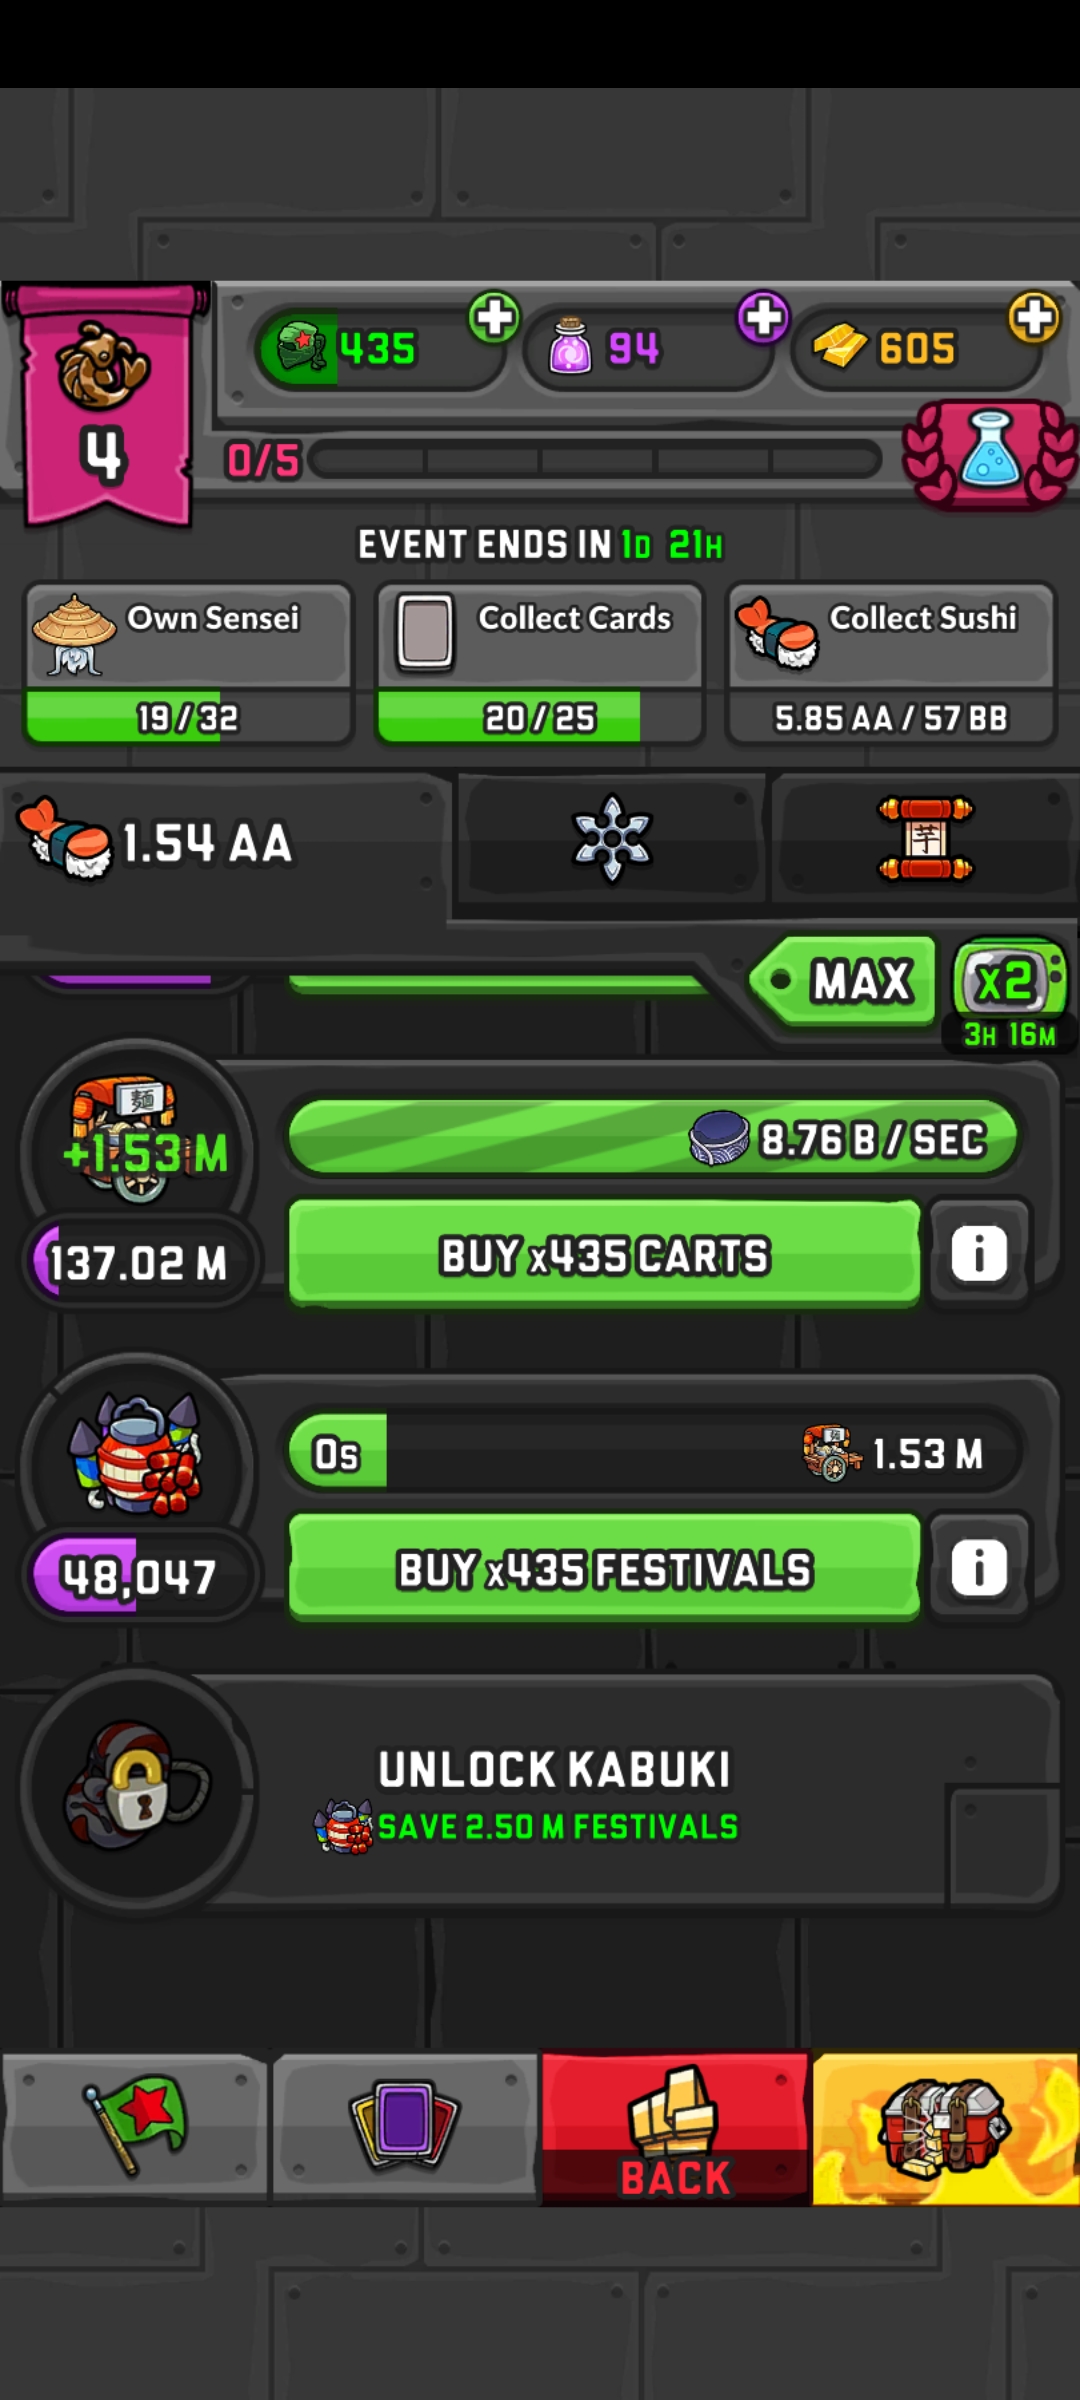 435
94
605
4
0/5
EVENT ENDS IN 1D 21H
Own Sensei
Collect Cards
Collect Sushi
19 / 32
20 / 25
5.85 AA / 57 BB
1.54 AA
芋
MAX
x2
3H 16M
麺
+1.53 M
8.76 B / SEC
137.02 M
BUY x435 CARTS
i
0s
1.53 M
48,047
BUY x435 FESTIVALS
i
UNLOCK KABUKI
SAVE 2.50 M FESTIVALS
BACK